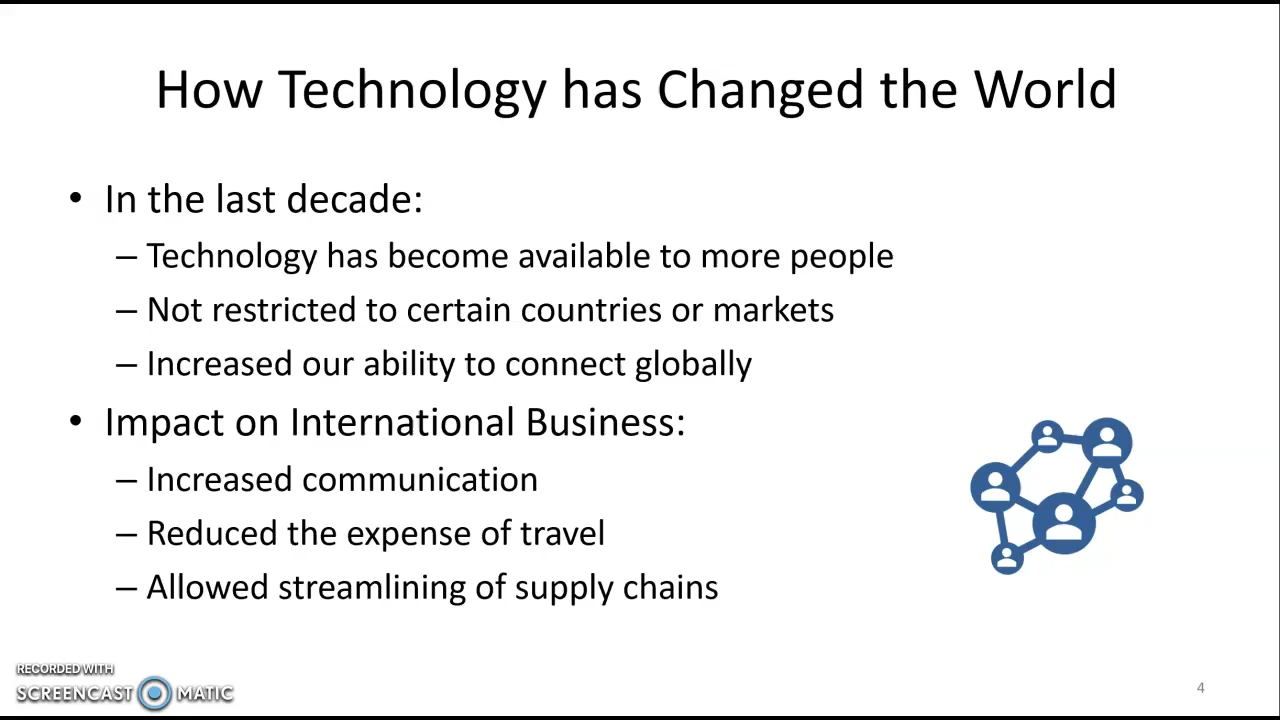 How Technology has Changed the World
• In the last decade:
– Technology has become available to more people
– Not restricted to certain countries or markets
– Increased our ability to connect globally
• Impact on International Business:
– Increased communication
– Reduced the expense of travel
– Allowed streamlining of supply chains
RECORDED WITH
SCREENCAST MATIC
4